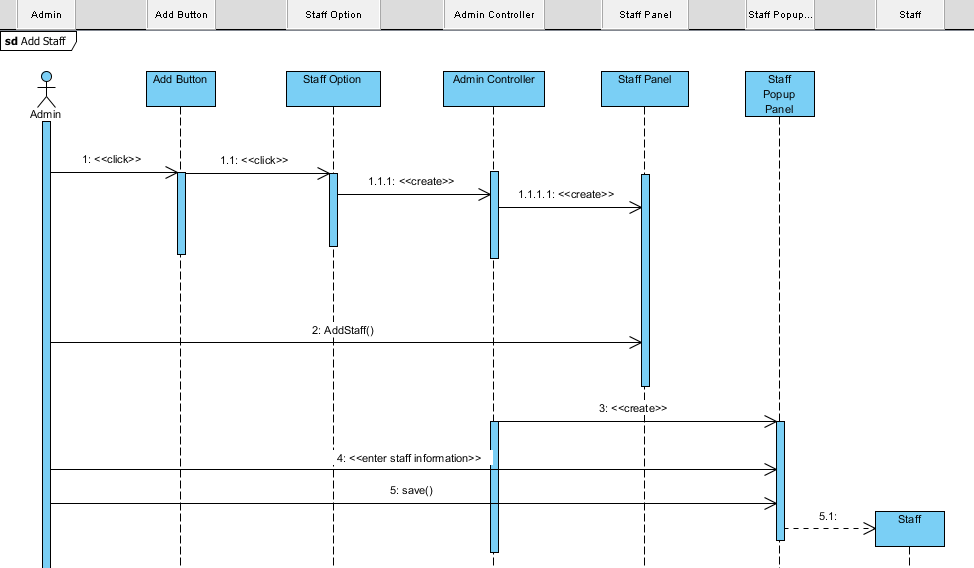 Admin
Add Button
Staff Option
Admin Controller
Staff Panel
Staff Popup...
Staff
sd Add Staff
Admin
Add Button
Staff Option
Admin Controller
Staff Panel
Staff
Popup
Panel
1: <<click>>
1.1: <<click>>
1.1.1: <<create>>
1.1.1.1: <<create>>
2: AddStaff()
3: <<create>>
4: <<enter staff information>>
5: save()
5.1:
Staff